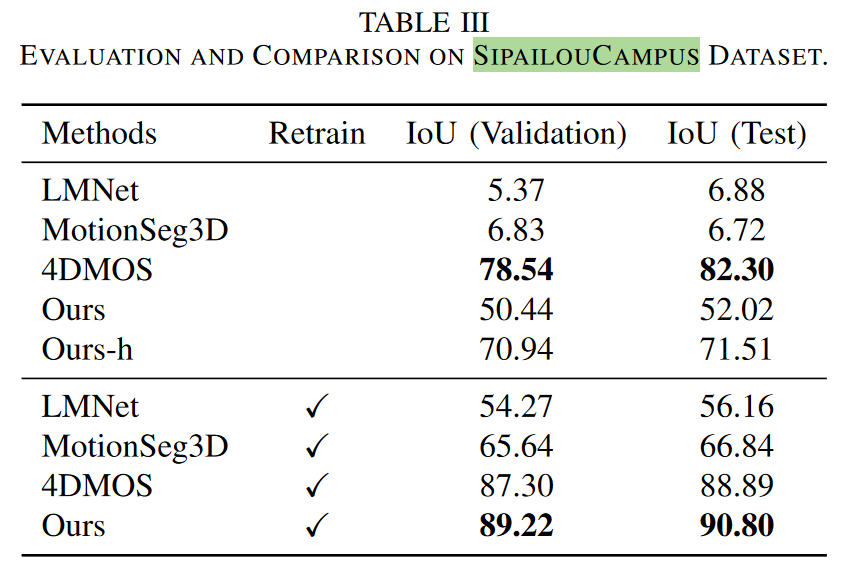 TABLE III
EVALUATION AND COMPARISON ON SIPAILOUCAMPUS DATASET.
Methods Retrain IoU (Validation) IoU (Test)
LMNet 5.37 6.88
MotionSeg3D 6.83 6.72
4DMOS 78.54 82.30
Ours 50.44 52.02
Ours-h 70.94 71.51
LMNet ✓ 54.27 56.16
MotionSeg3D ✓ 65.64 66.84
4DMOS ✓ 87.30 88.89
Ours ✓ 89.22 90.80